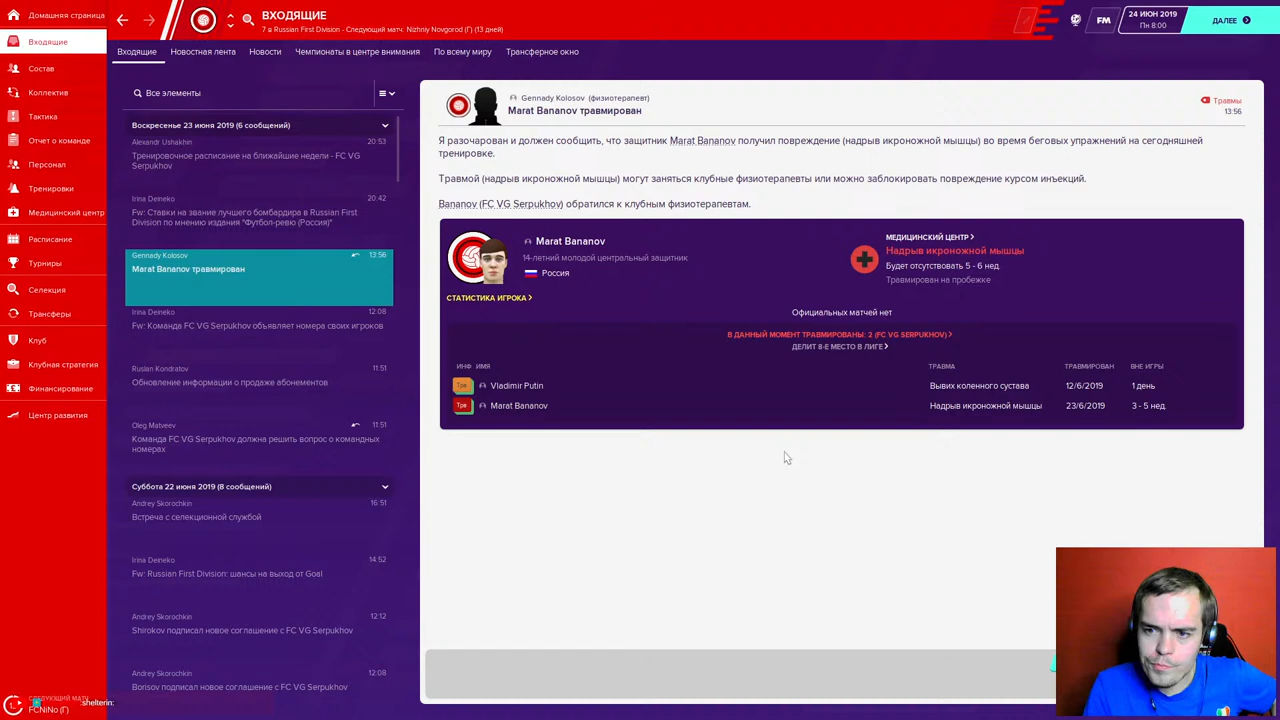 Домашняя страница
Входящие
Состав
Коллектив
Тактика
Отчет о команде
Персонал
Тренировки
Медицинский центр
Расписание
Турниры
Селекция
Трансферы
Клуб
Клубная стратегия
Финансирование
Центр развития
СЛЕДУЮЩИЙ МАТЧ
FCNiNo (Г)
:shelterin:
ВХОДЯЩИЕ
7 в Russian First Division - Следующий матч: Nizhniy Novgorod (Г) (13 дней)
FM
24 ИЮН 2019
Пн 8:00
ДАЛЕЕ
Входящие
Новостная лента
Новости
Чемпионаты в центре внимания
По всему миру
Трансферное окно
Все элементы
Воскресенье 23 июня 2019 (6 сообщений)
Alexandr Ushakhin 20:53
Тренировочное расписание на ближайшие недели - FC VG
Serpukhov
Irina Deineko 20:42
Fw: Ставки на звание лучшего бомбардира в Russian First
Division по мнению издания "Футбол-ревю (Россия)"
Gennady Kolosov 13:56
Marat Bananov травмирован
Irina Deineko 12:08
Fw: Команда FC VG Serpukhov объявляет номера своих игроков
Ruslan Kondratov 11:51
Обновление информации о продаже абонементов
Oleg Matveev 11:51
Команда FC VG Serpukhov должна решить вопрос о командных
номерах
Суббота 22 июня 2019 (8 сообщений)
Andrey Skorochkin 16:51
Встреча с селекционной службой
Irina Deineko 14:52
Fw: Russian First Division: шансы на выход от Goal
Andrey Skorochkin 12:12
Shirokov подписал новое соглашение с FC VG Serpukhov
Andrey Skorochkin 12:08
Borisov подписал новое соглашение с FC VG Serpukhov
Gennady Kolosov (физиотерапевт)
Marat Bananov травмирован
Травмы
13:56
Я разочарован и должен сообщить, что защитник Marat Bananov получил повреждение (надрыв икроножной мышцы) во время беговых упражнений на сегодняшней
тренировке.
Травмой (надрыв икроножной мышцы) могут заняться клубные физиотерапевты или можно заблокировать повреждение курсом инъекций.
Bananov (FC VG Serpukhov) обратился к клубным физиотерапевтам.
Marat Bananov
14-летний молодой центральный защитник
Россия
СТАТИСТИКА ИГРОКА
МЕДИЦИНСКИЙ ЦЕНТР
Надрыв икроножной мышцы
Будет отсутствовать 5 - 6 нед.
Травмирован на пробежке
Официальных матчей нет
В ДАННЫЙ МОМЕНТ ТРАВМИРОВАНЫ: 2 (FC VG SERPUKHOV)
ДЕЛИТ 8-Е МЕСТО В ЛИГЕ
ИНФ ИМЯ ТРАВМА ТРАВМИРОВАН ВНЕ ИГРЫ
Тре Vladimir Putin Вывих коленного сустава 12/6/2019 1 день
Тре Marat Bananov Надрыв икроножной мышцы 23/6/2019 3 - 5 нед.